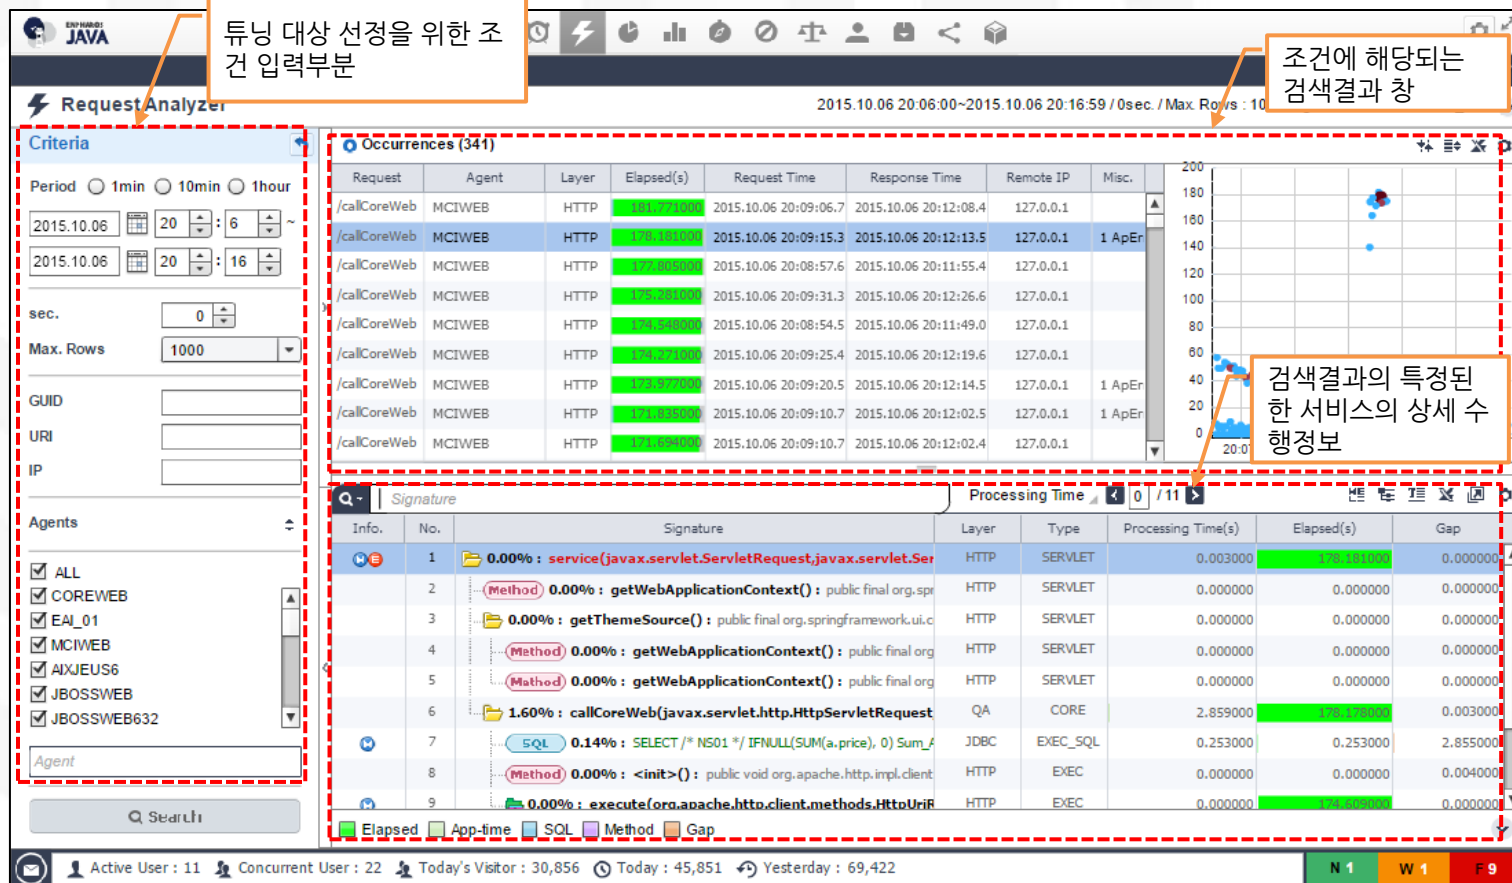 ENPHAROS
JAVA
튜닝 대상 선정을 위한 조
건 입력부분
조건에 해당되는
검색결과 창
Request Analyzer
2015.10.06 20:06:00~2015.10.06 20:16:59 / 0sec. / Max. Rows : 10
Criteria
Period 1min 10min 1hour
2015.10.06 20 : 6 ~
2015.10.06 20 : 16
sec. 0
Max. Rows 1000
GUID
URI
IP
Agents
ALL
COREWEB
EAI_01
MCIWEB
AIXJEUS6
JBOSSWEB
JBOSSWEB632
Agent
Search
Occurrences (341)
Request Agent Layer Elapsed(s) Request Time Response Time Remote IP Misc.
/callCoreWeb MCIWEB HTTP 181.771000 2015.10.06 20:09:06.7 2015.10.06 20:12:08.4 127.0.0.1
/callCoreWeb MCIWEB HTTP 178.181000 2015.10.06 20:09:15.3 2015.10.06 20:12:13.5 127.0.0.1 1 ApEr
/callCoreWeb MCIWEB HTTP 177.805000 2015.10.06 20:08:57.6 2015.10.06 20:11:55.4 127.0.0.1
/callCoreWeb MCIWEB HTTP 175.281000 2015.10.06 20:09:31.3 2015.10.06 20:12:26.6 127.0.0.1
/callCoreWeb MCIWEB HTTP 174.548000 2015.10.06 20:08:54.5 2015.10.06 20:11:49.0 127.0.0.1
/callCoreWeb MCIWEB HTTP 174.271000 2015.10.06 20:09:25.4 2015.10.06 20:12:19.6 127.0.0.1
/callCoreWeb MCIWEB HTTP 173.977000 2015.10.06 20:09:20.5 2015.10.06 20:12:14.5 127.0.0.1 1 ApEr
/callCoreWeb MCIWEB HTTP 171.835000 2015.10.06 20:09:10.7 2015.10.06 20:12:02.5 127.0.0.1 1 ApEr
/callCoreWeb MCIWEB HTTP 171.694000 2015.10.06 20:09:10.7 2015.10.06 20:12:02.4 127.0.0.1
200
180
160
140
120
100
80
60
40
20
0
20:0
검색결과의 특정된
한 서비스의 상세 수
행정보
Signature Processing Time 0 / 11
Info. No. Signature Layer Type Processing Time(s) Elapsed(s) Gap
1 0.00% : service(javax.servlet.ServletRequest,javax.servlet.Ser HTTP SERVLET 0.003000 178.181000 0.000000
2 Method 0.00% : getWebApplicationContext() : public final org.spr HTTP SERVLET 0.000000 0.000000 0.000000
3 0.00% : getThemeSource() : public final org.springframework.ui.c HTTP SERVLET 0.000000 0.000000 0.000000
4 Method 0.00% : getWebApplicationContext() : public final org HTTP SERVLET 0.000000 0.000000 0.000000
5 Method 0.00% : getWebApplicationContext() : public final org HTTP SERVLET 0.000000 0.000000 0.000000
6 1.60% : callCoreWeb(javax.servlet.http.HttpServletRequest QA CORE 2.859000 178.178000 0.003000
7 SQL 0.14% : SELECT /* NS01 */ IFNULL(SUM(a.price), 0) Sum_A JDBC EXEC_SQL 0.253000 0.253000 2.855000
8 Method 0.00% : <init>() : public void org.apache.http.impl.client HTTP EXEC 0.000000 0.000000 0.004000
9 0.00% : execute(org.apache.http.client.methods.HttpUriR HTTP EXEC 0.000000 174.609000 0.000000
Elapsed App-time SQL Method Gap
Active User : 11 Concurrent User : 22 Today's Visitor : 30,856 Today : 45,851 Yesterday : 69,422
N 1 W 1 F 9